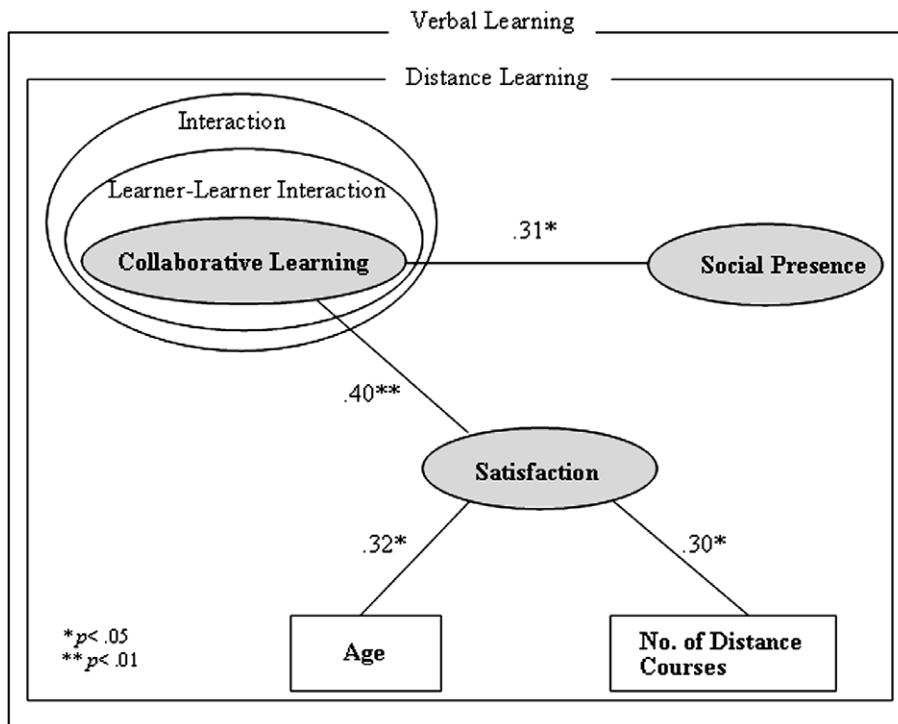 Verbal Learning
Distance Learning
Interaction
Learner-Learner Interaction
Collaborative Learning
.31*
Social Presence
.40**
Satisfaction
.32*
.30*
Age
No. of Distance
Courses
*p< .05
**p< .01